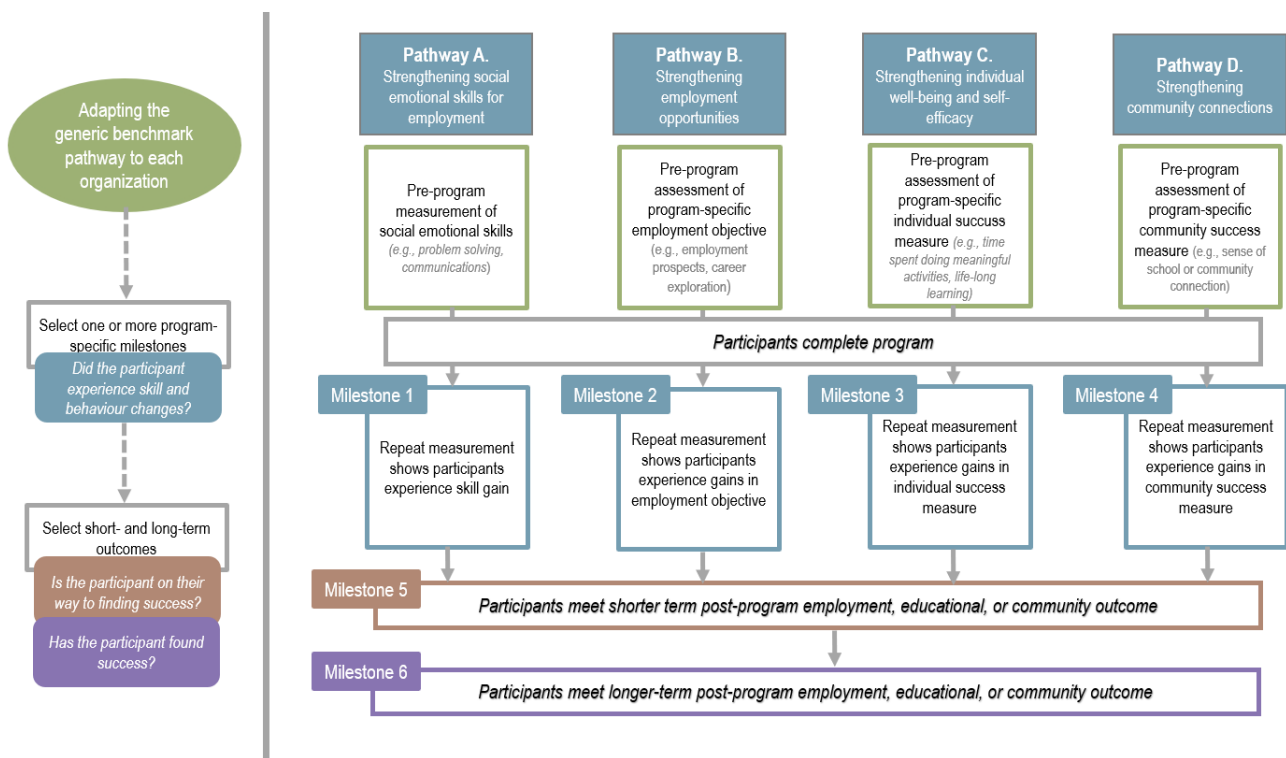 Adapting the
generic benchmark
pathway to each
organization
Select one or more program-
specific milestones
Did the participant
experience skill and
behaviour changes?
Select short- and long-term
outcomes
Is the participant on their
way to finding success?
Has the participant found
success?
Pathway A.
Strengthening social
emotional skills for
employment
Pathway B.
Strengthening
employment
opportunities
Pathway C.
Strengthening individual
well-being and self-
efficacy
Pathway D.
Strengthening
community connections
Pre-program
measurement of
social emotional skills
(e.g., problem solving,
communications)
Pre-program
assessment of
program-specific
employment objective
(e.g., employment
prospects, career
exploration)
Pre-program
assessment of
program-specific
individual succuss
measure (e.g., time
spent doing meaningful
activities, life-long
learning)
Pre-program
assessment of
program-specific
community success
measure (e.g., sense of
school or community
connection)
Participants complete program
Milestone 1
Repeat measurement
shows participants
experience skill gain
Milestone 2
Repeat measurement
shows participants
experience gains in
employment objective
Milestone 3
Repeat measurement
shows participants
experience gains in
individual success
measure
Milestone 4
Repeat measurement
shows participants
experience gains in
community success
measure
Milestone 5
Participants meet shorter term post-program employment, educational, or community outcome
Milestone 6
Participants meet longer-term post-program employment, educational, or community outcome